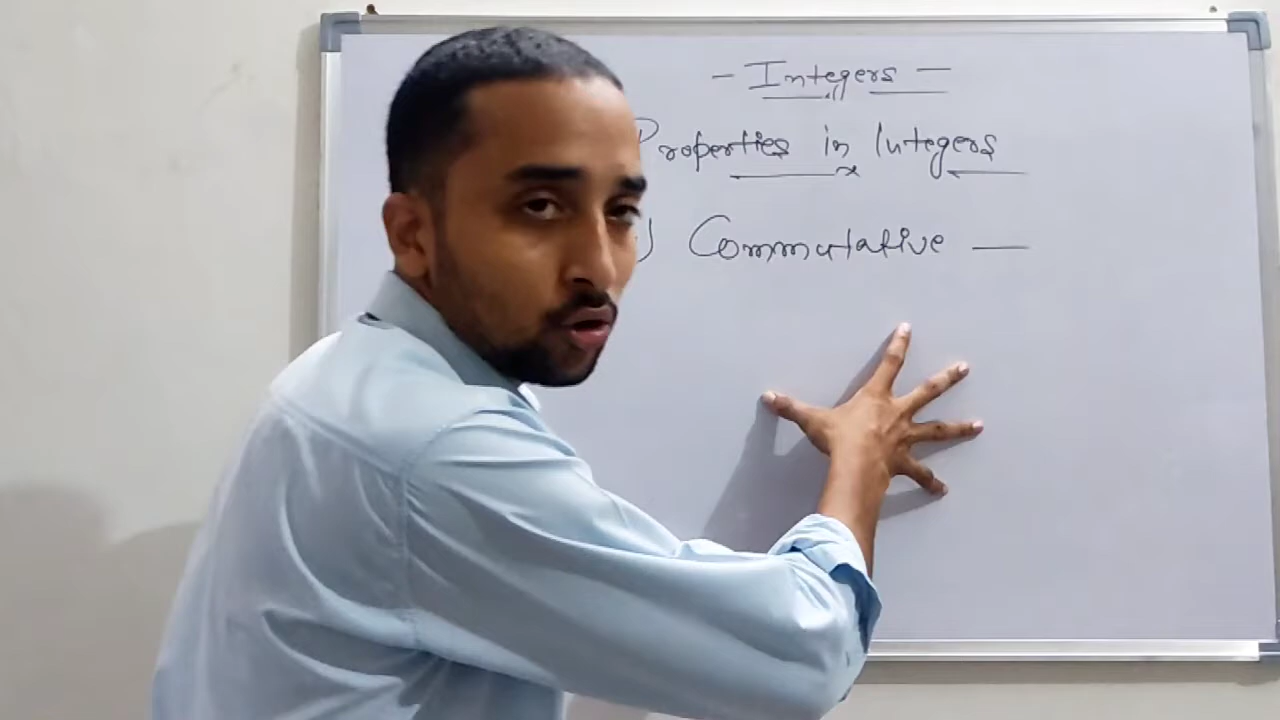 - Integers -
Properties in Integers
) Commutative -